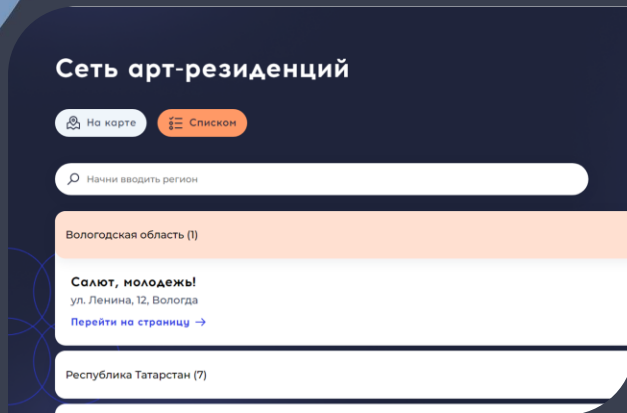 Сеть арт-резиденций
На карте
Списком
Начни вводить регион
Вологодская область (1)
Салют, молодежь!
ул. Ленина, 12, Вологда
Перейти на страницу →
Республика Татарстан (7)